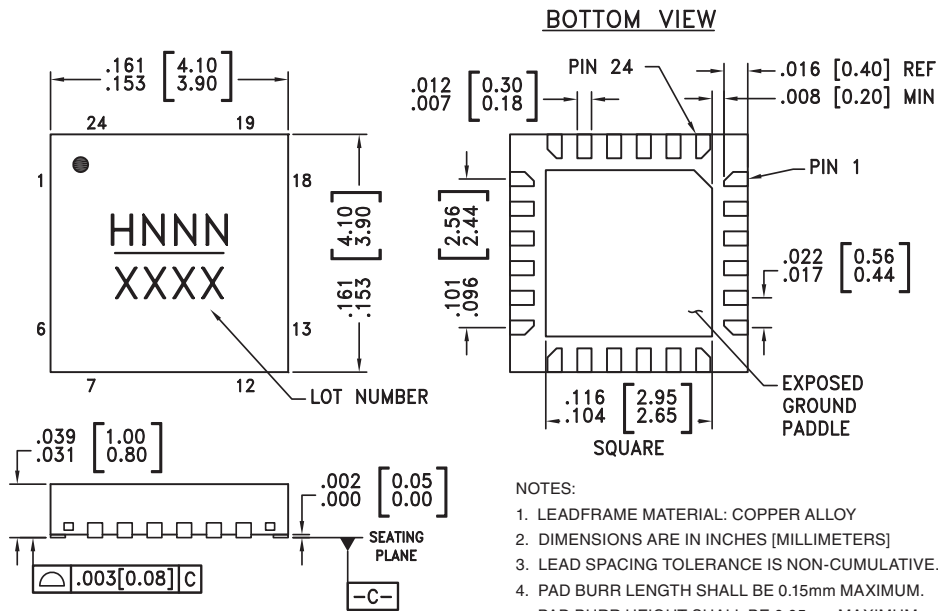 BOTTOM VIEW
.161 [4.10]
.153 [3.90]
24
19
1
18
HNNN
XXXX
6
13
7
12
LOT NUMBER
[4.10]
[3.90]
.161
.153
.012 [0.30]
.007 [0.18]
PIN 24
.016 [0.40] REF
.008 [0.20] MIN
PIN 1
[2.56]
[2.44]
.101
.096
.022 [0.56]
.017 [0.44]
.116 [2.95]
.104 [2.65]
SQUARE
EXPOSED
GROUND
PADDLE
.039 [1.00]
.031 [0.80]
.002 [0.05]
.000 [0.00]
SEATING
PLANE
.003[0.08] C
-C-
NOTES:
1. LEADFRAME MATERIAL: COPPER ALLOY
2. DIMENSIONS ARE IN INCHES [MILLIMETERS]
3. LEAD SPACING TOLERANCE IS NON-CUMULATIVE.
4. PAD BURR LENGTH SHALL BE 0.15mm MAXIMUM.